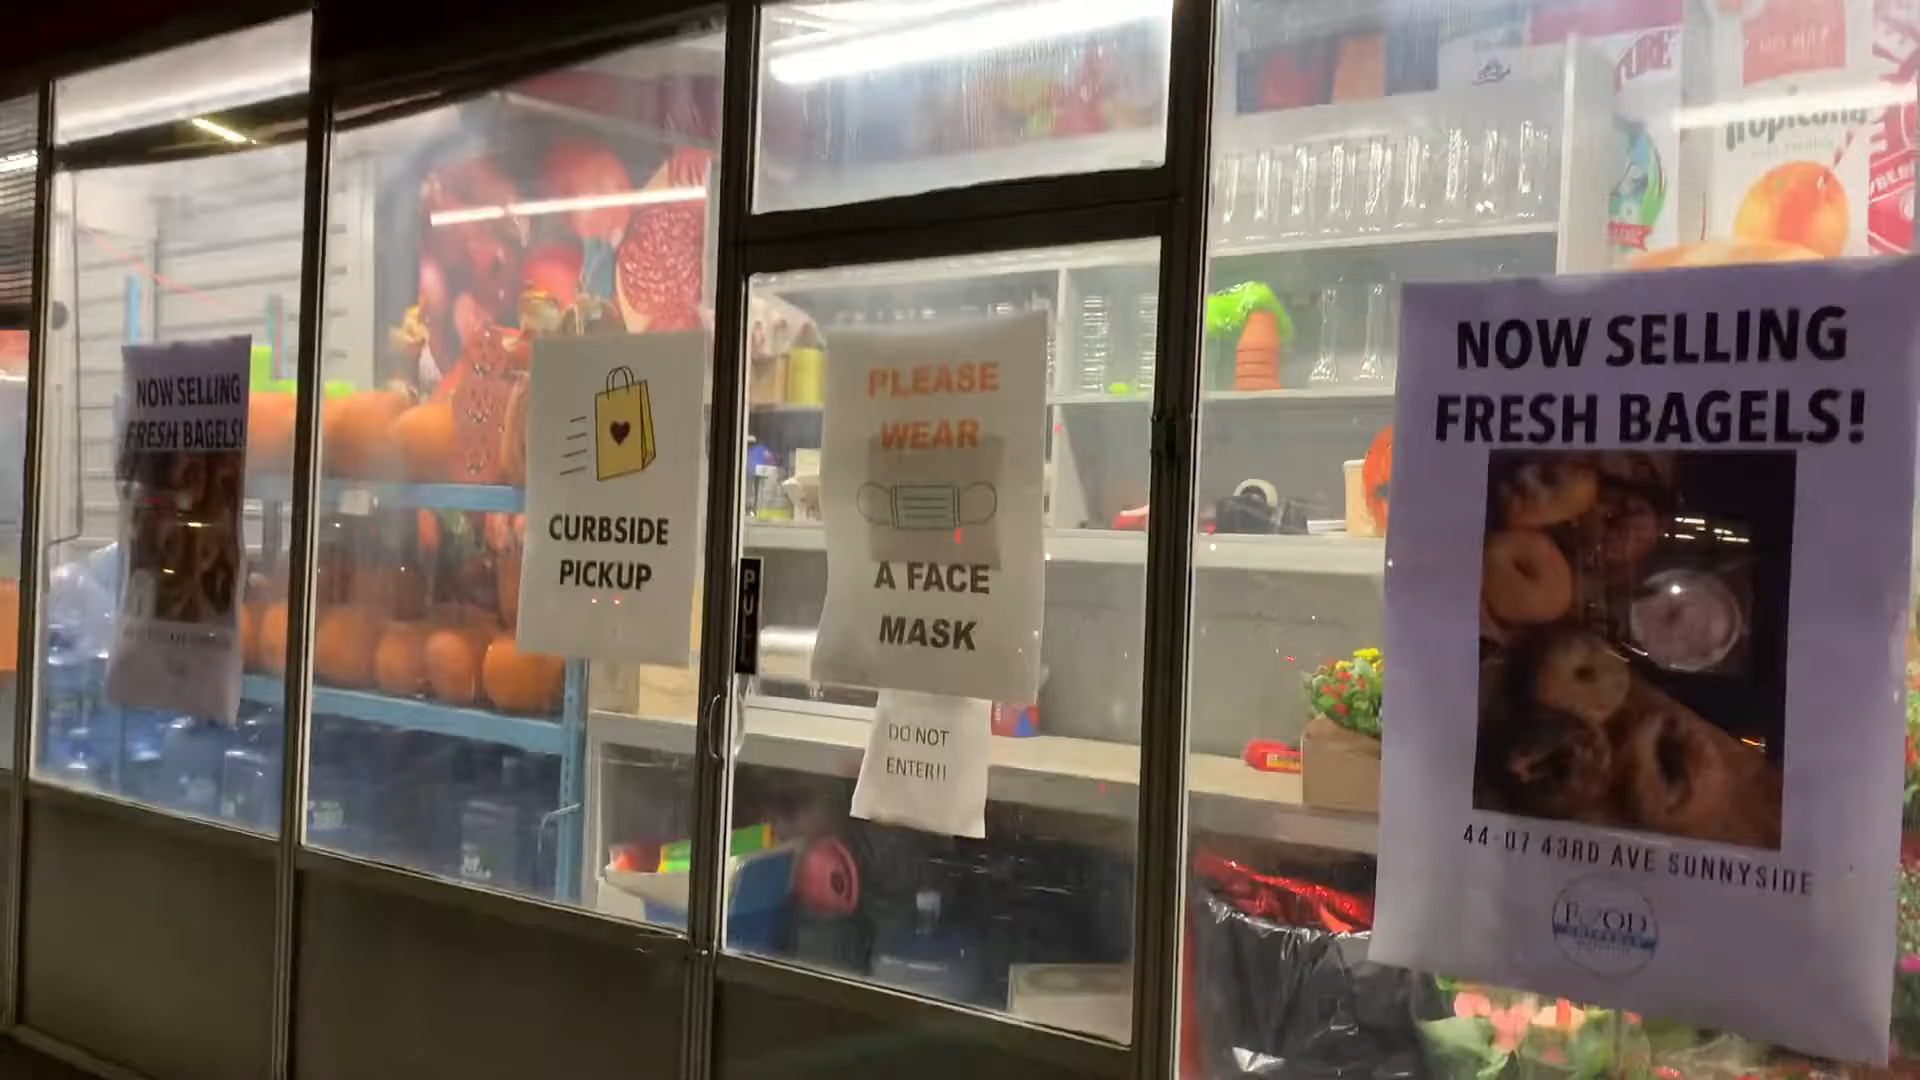 NOW SELLING
FRESH BAGELS!
CURBSIDE
PICKUP
PULL
PLEASE
WEAR
A FACE
MASK
DO NOT
ENTER!!
Tropicana
NOW SELLING
FRESH BAGELS!
44-07 43RD AVE SUNNYSIDE
FOOD